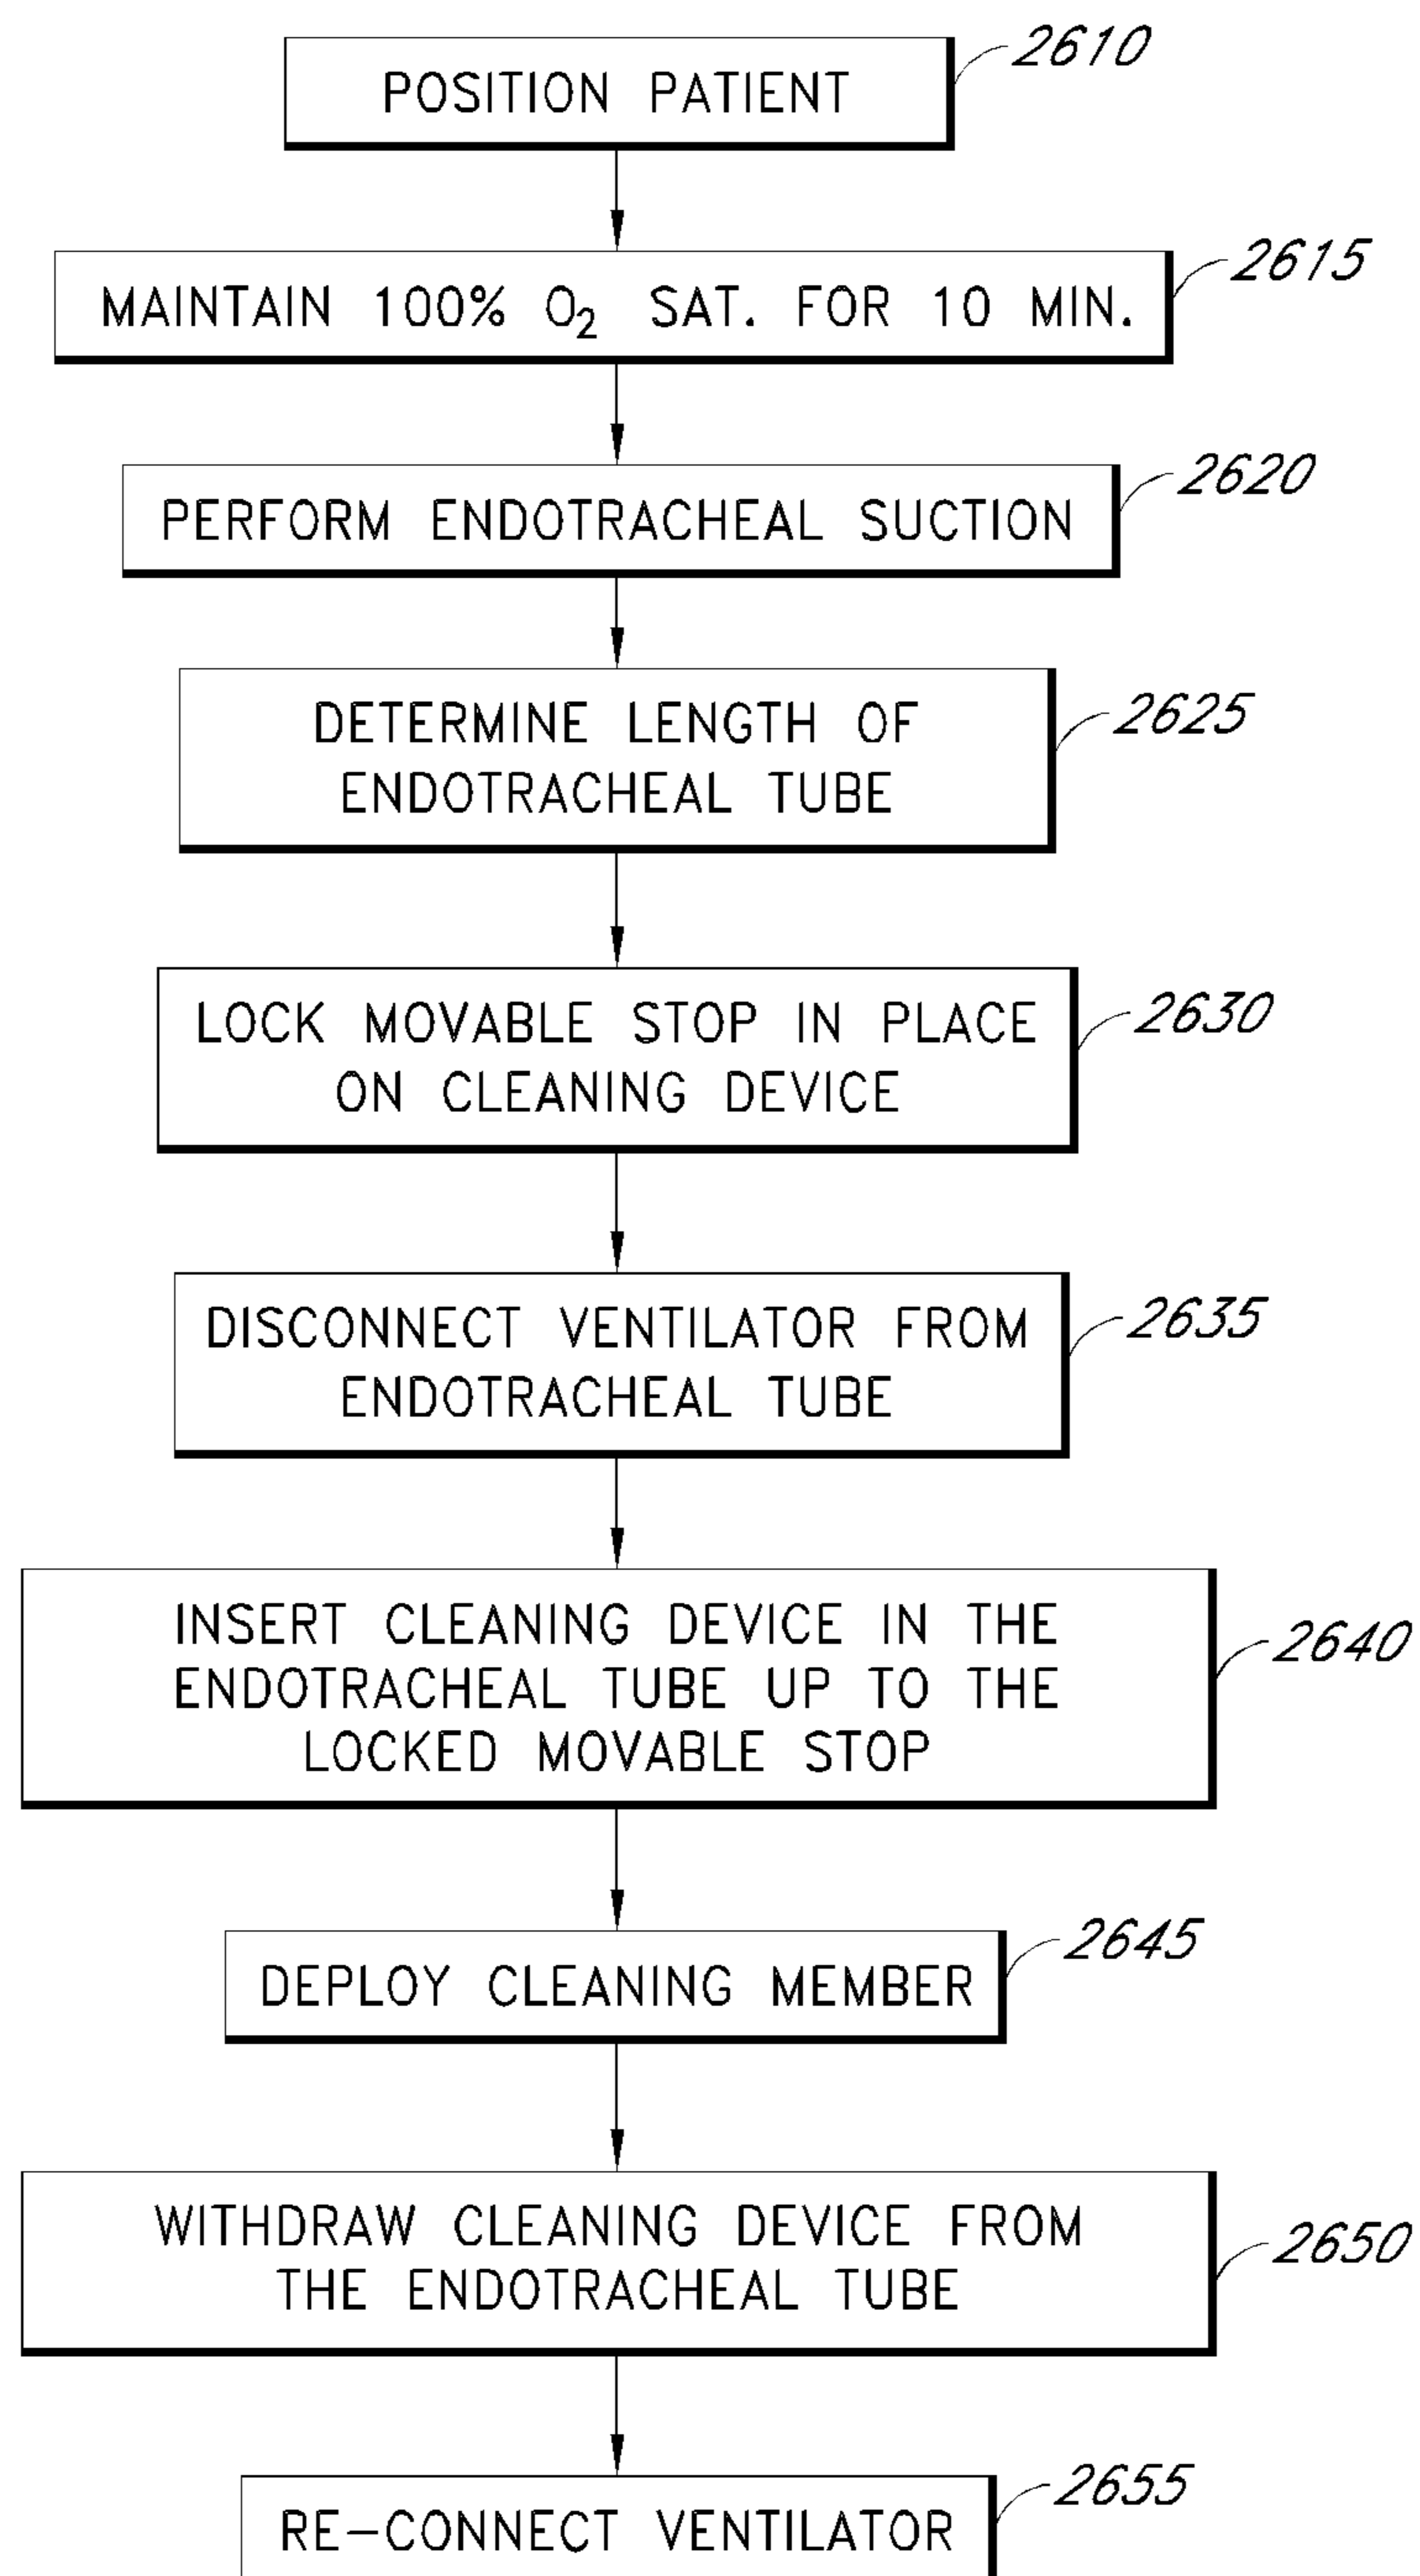 POSITION PATIENT
2610
MAINTAIN 100% O₂ SAT. FOR 10 MIN.
2615
PERFORM ENDOTRACHEAL SUCTION
2620
DETERMINE LENGTH OF
ENDOTRACHEAL TUBE
2625
LOCK MOVABLE STOP IN PLACE
ON CLEANING DEVICE
2630
DISCONNECT VENTILATOR FROM
ENDOTRACHEAL TUBE
2635
INSERT CLEANING DEVICE IN THE
ENDOTRACHEAL TUBE UP TO THE
LOCKED MOVABLE STOP
2640
DEPLOY CLEANING MEMBER
2645
WITHDRAW CLEANING DEVICE FROM
THE ENDOTRACHEAL TUBE
2650
RE-CONNECT VENTILATOR
2655